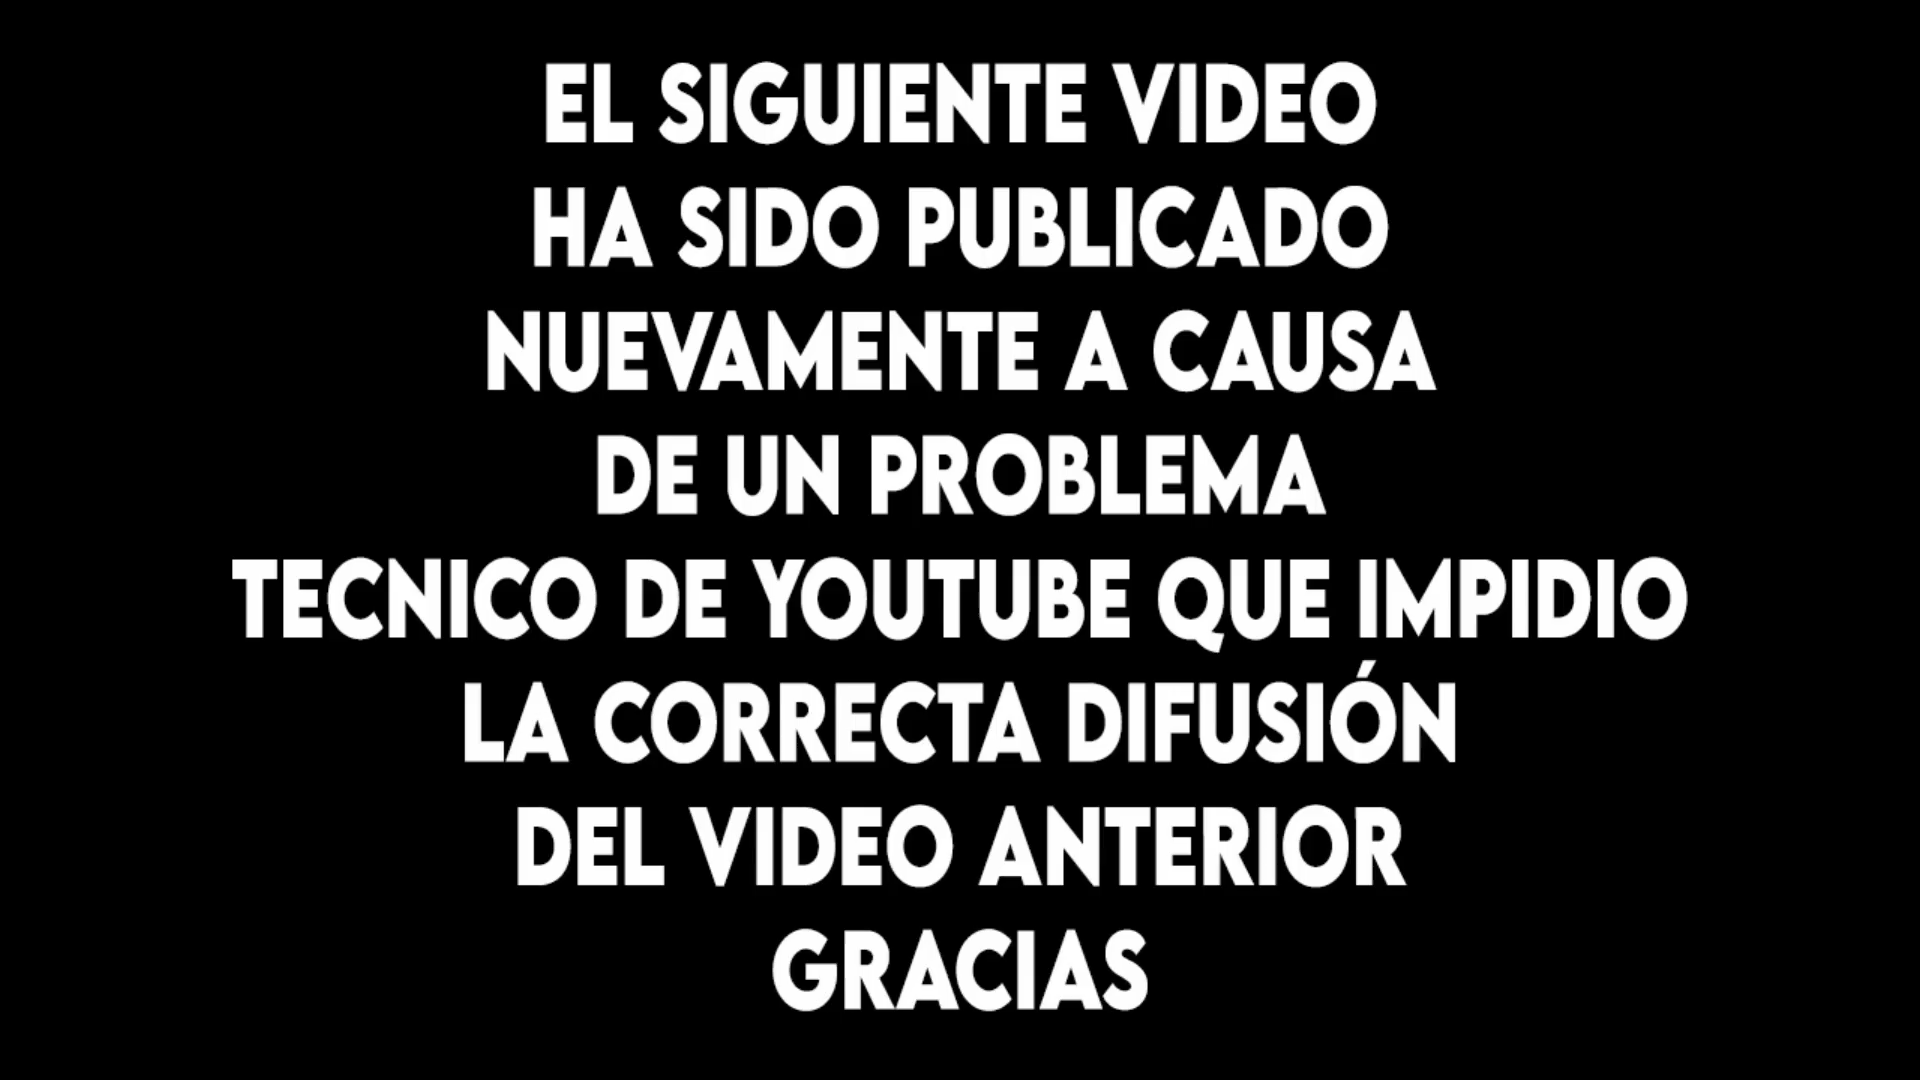 EL SIGUIENTE VIDEO
HA SIDO PUBLICADO
NUEVAMENTE A CAUSA
DE UN PROBLEMA
TECNICO DE YOUTUBE QUE IMPIDIO
LA CORRECTA DIFUSIÓN
DEL VIDEO ANTERIOR
GRACIAS